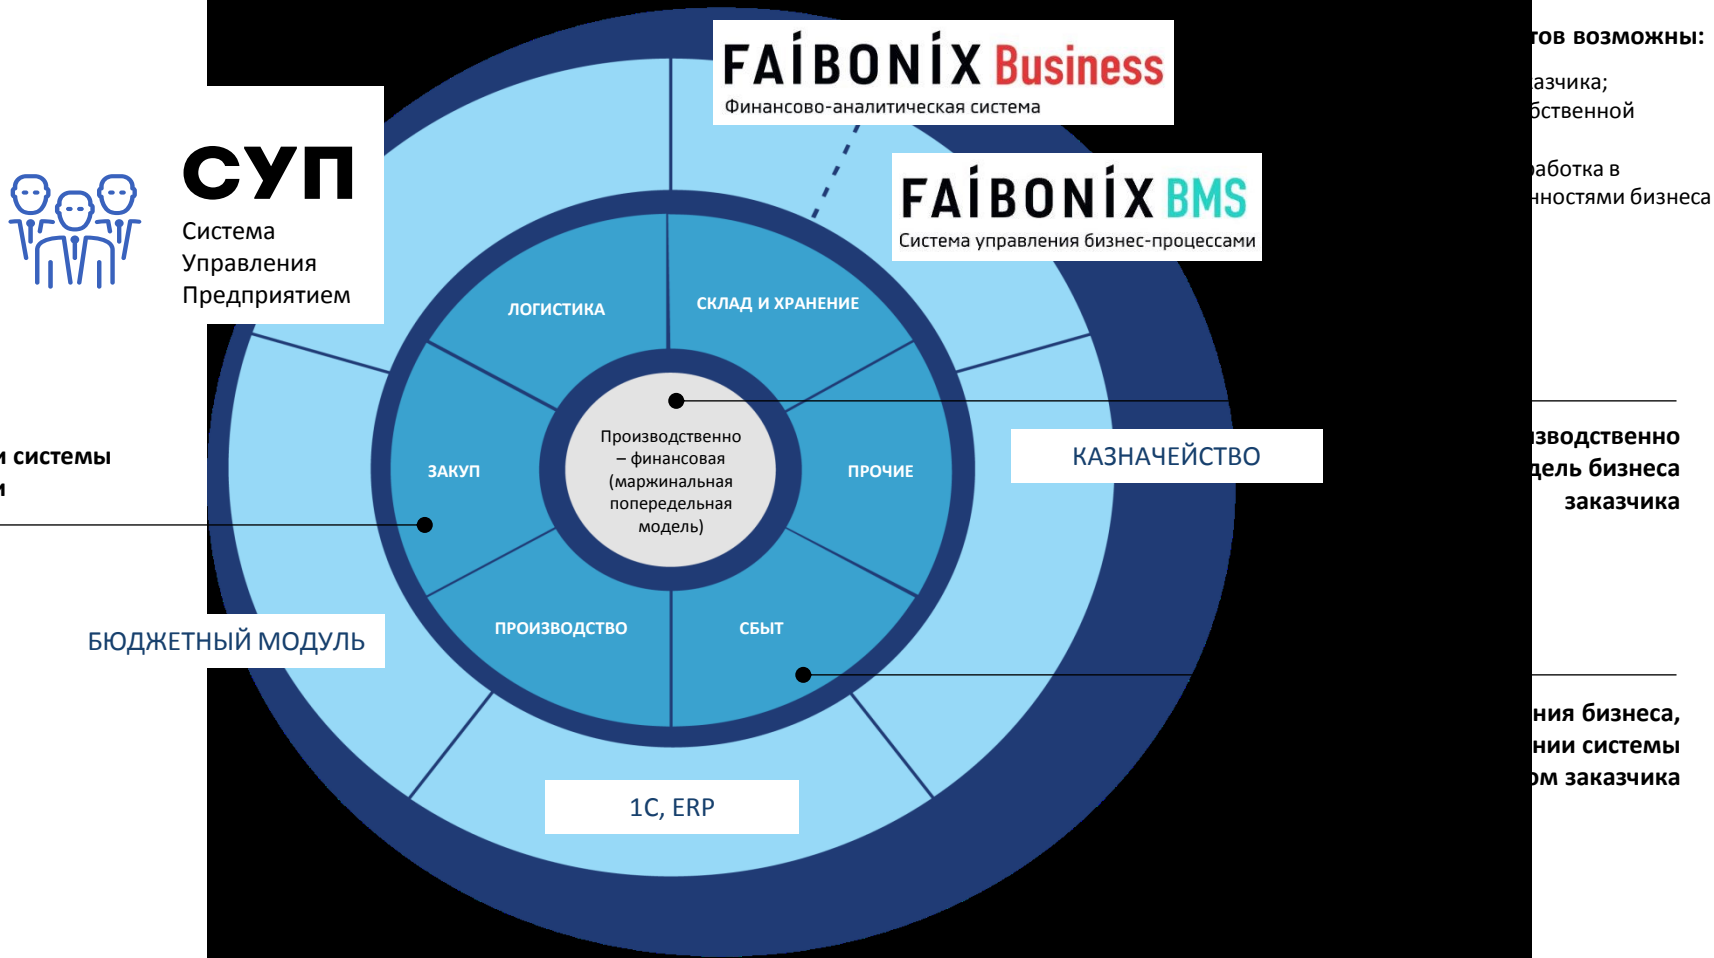 FAIBONIX Business
Финансово-аналитическая система
тов возможны:
азчика;
бственной
FAIBONIX BMS
Система управления бизнес-процессами
работка в
нностями бизнеса
СУП
Система
Управления
Предприятием
ЛОГИСТИКА
СКЛАД И ХРАНЕНИЕ
ЗАКУП
ПРОЧИЕ
Производственно
– финансовая
(маржинальная
попередельная
модель)
КАЗНАЧЕЙСТВО
и системы
и
изводственно
дель бизнеса
заказчика
ПРОИЗВОДСТВО
СБЫТ
БЮДЖЕТНЫЙ МОДУЛЬ
1С, ERP
ния бизнеса,
нии системы
ом заказчика